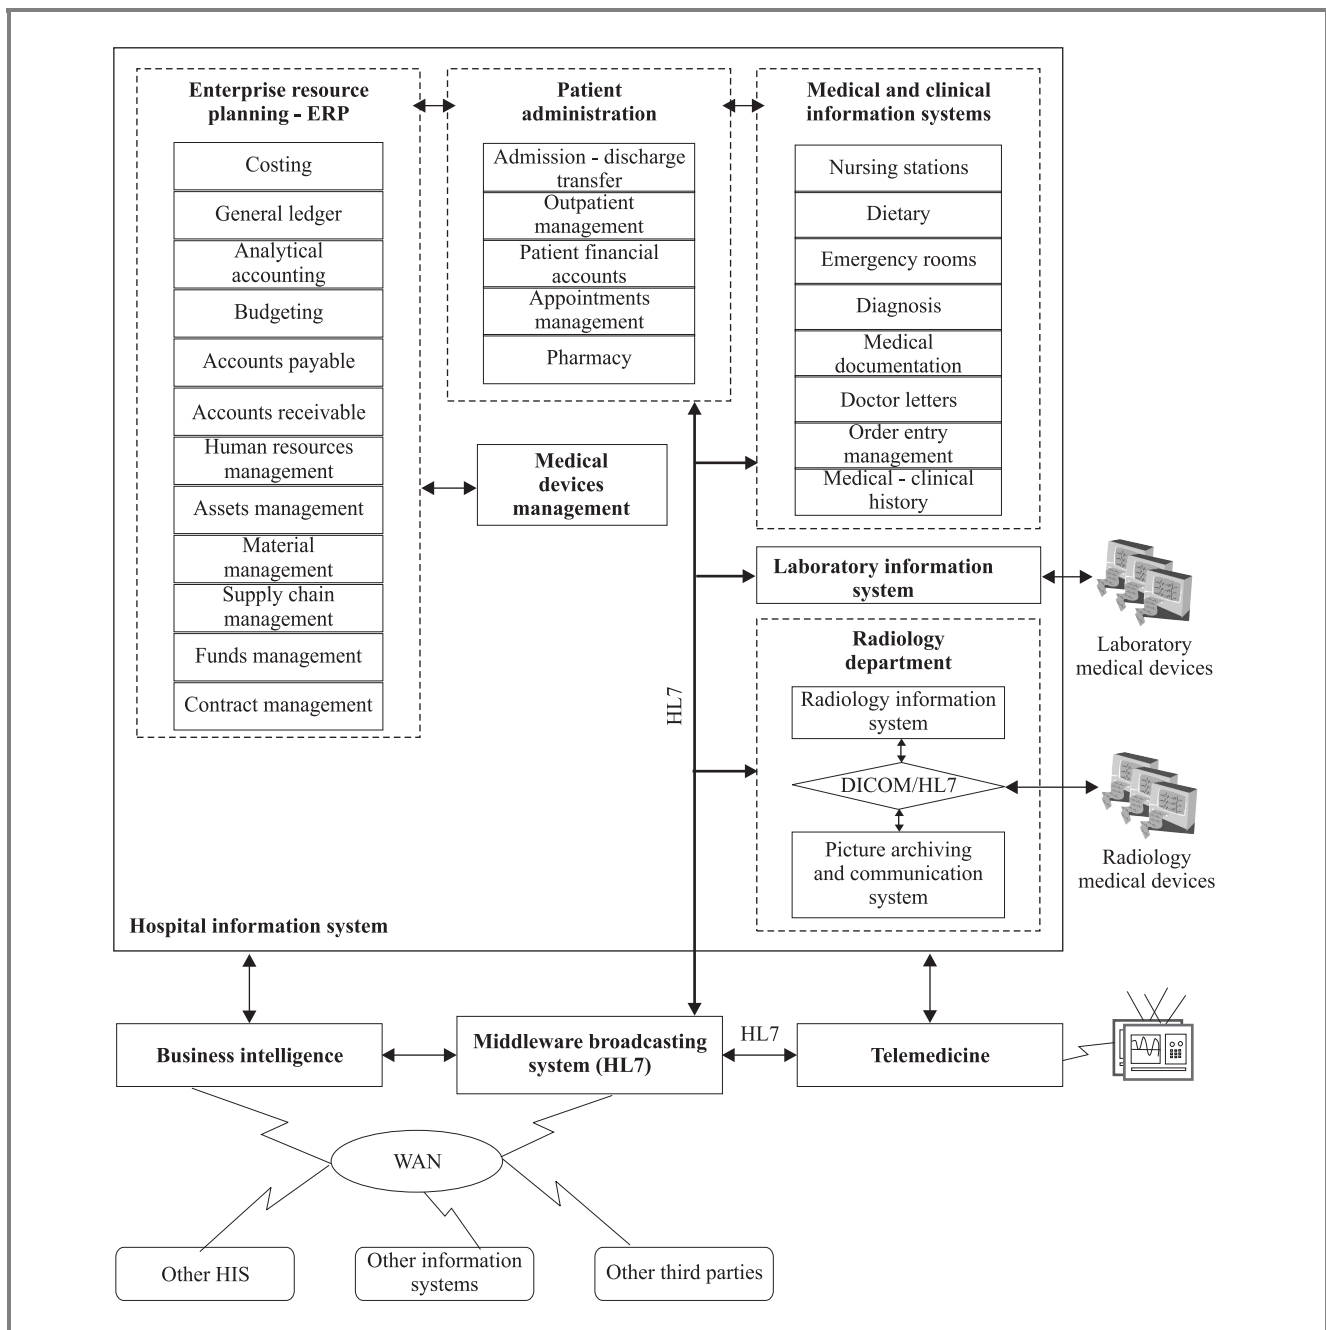 Enterprise resource
planning - ERP
Costing
General ledger
Analytical
accounting
Budgeting
Accounts payable
Accounts receivable
Human resources
management
Assets management
Material
management
Supply chain
management
Funds management
Contract management
Patient
administration
Admission - discharge
transfer
Outpatient
management
Patient financial
accounts
Appointments
management
Pharmacy
Medical
devices
management
Medical and clinical
information systems
Nursing stations
Dietary
Emergency rooms
Diagnosis
Medical
documentation
Doctor letters
Order entry
management
Medical - clinical
history
Laboratory information
system
Laboratory
medical devices
HL7
Radiology
department
Radiology information
system
DICOM/HL7
Picture archiving
and communication
system
Radiology
medical devices
Hospital information system
Business intelligence
Middleware broadcasting
system (HL7)
HL7
Telemedicine
WAN
Other HIS
Other information
systems
Other third parties